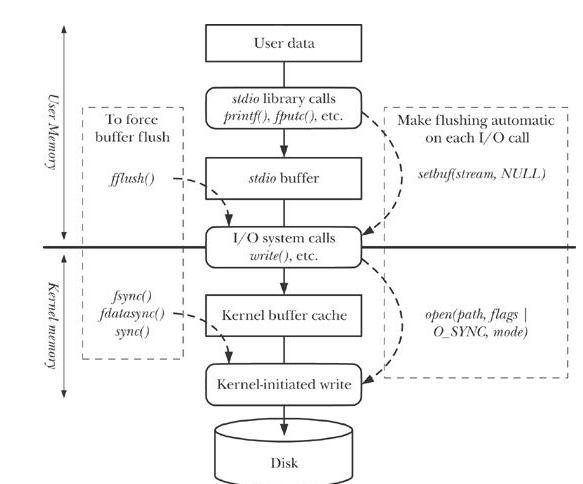 User data
User Memory
stdio library calls
printf(), fputc(), etc.
To force
buffer flush
Make flushing automatic
on each I/O call
fflush()
stdio buffer
setbuf(stream, NULL)
I/O system calls
write(), etc.
Kernel memory
fsync()
fdatasync()
sync()
Kernel buffer cache
open(path, flags |
O_SYNC, mode)
Kernel-initiated write
Disk